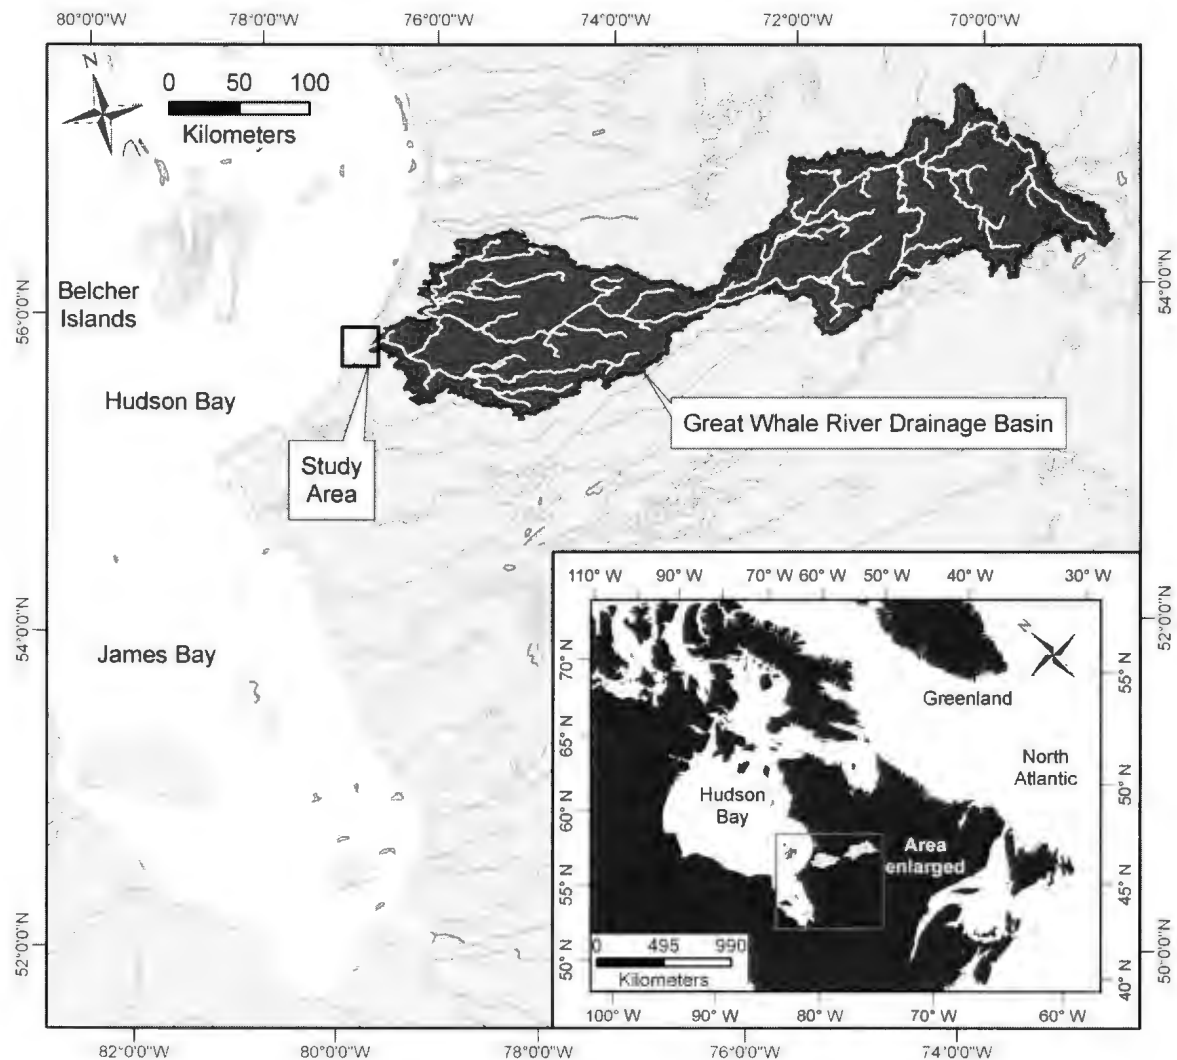 80°0'0"W 78°0'0"W 76°0'0"W 74°0'0"W 72°0'0"W 70°0'0"W
N
0 50 100
Kilometers
Belcher
Islands
56°0'0"N
54°0'0"N
Hudson Bay
Great Whale River Drainage Basin
Study
Area
James Bay
54°0'0"N
52°0'0"N
52°0'0"N
50°0'0"N
110° W 90° W 70° W 60° W 50° W 40° W 30° W
N
70° N
65° N
60° N
55° N
50° N
55° N
50° N
45° N
40° N
Greenland
North
Atlantic
Hudson
Bay
Area
enlarged
0 495 990
Kilometers
100° W 90° W 80° W 70° W 60° W
82°0'0"W 80°0'0"W 78°0'0"W 76°0'0"W 74°0'0"W